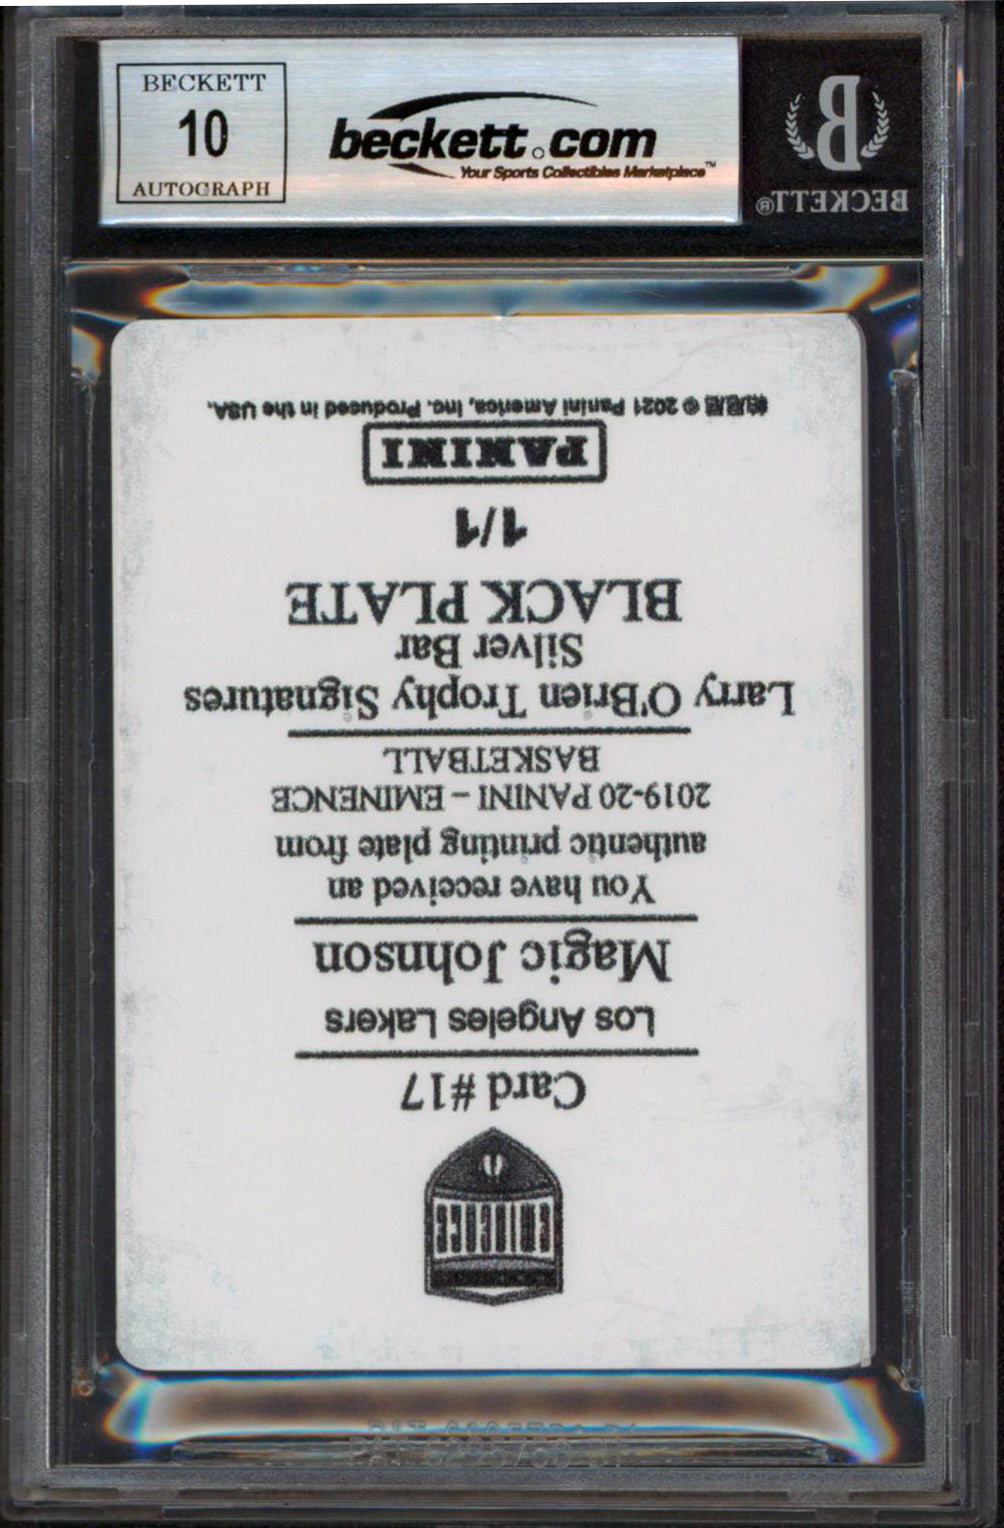 BECKETT
10
AUTOGRAPH
beckett.com
Your Sports Collectibles Marketplace™
B
BECKETT®
EMINENCE
Card #17
Los Angeles Lakers
Magic Johnson
You have received an
authentic printing plate from
2019-20 PANINI – EMINENCE
BASKETBALL
Larry O'Brien Trophy Signatures
Silver Bar
BLACK PLATE
1/1
PANINI
© 2021 Panini America, Inc. Produced in the USA.